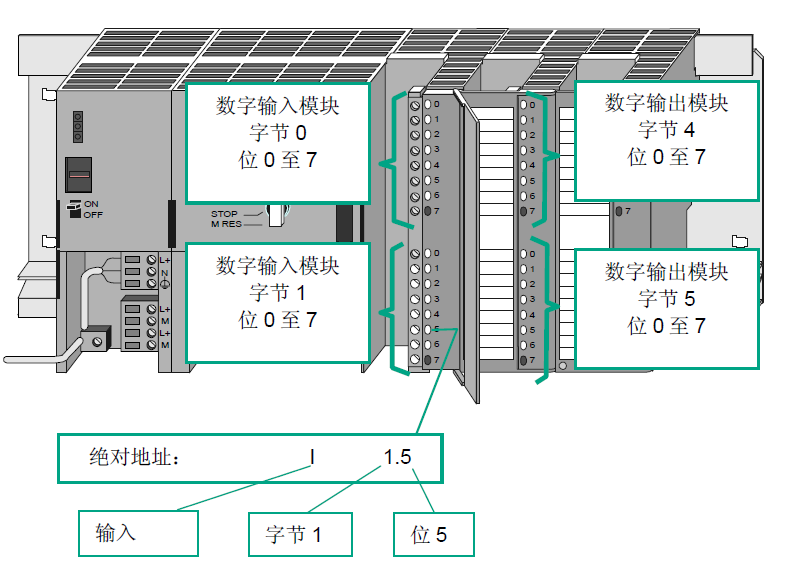 数字输入模块
字节 0
位 0 至 7
数字输出模块
字节 4
位 0 至 7
0
1
2
3
4
5
6
7
0
1
2
3
4
5
6
7
7
ON
OFF
STOP
M RES
数字输入模块
字节 1
位 0 至 7
数字输出模块
字节 5
位 0 至 7
0
1
2
3
4
5
6
7
0
1
2
3
4
5
6
7
L+
N
L+
M
L+
M
绝对地址: I 1.5
输入
字节 1
位 5